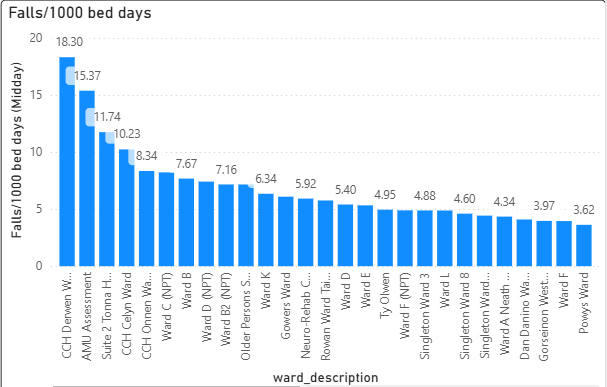 Falls/1000 bed days
Falls/1000 bed days (Midday)
20
15
10
5
0
18.30
15.37
11.74
10.23
8.34
7.67
7.16
6.34
5.92
5.40
4.95
4.88
4.60
4.34
3.97
3.62
CCH Derwen W...
AMU Assessment
Suite 2 Tonna H...
CCH Celyn Ward
CCH Onnen Wa...
Ward C (NPT)
Ward B
Ward D (NPT)
Ward B2 (NPT)
Older Persons S...
Ward K
Gowers Ward
Neuro-Rehab C...
Rowan Ward Tai...
Ward D
Ward E
Ty Olwen
Ward F (NPT)
Singleton Ward 3
Ward L
Singleton Ward 8
Singleton Ward...
Ward A Neath ...
Dan Danino Wa...
Gorseinon West...
Ward F
Powys Ward
ward_description